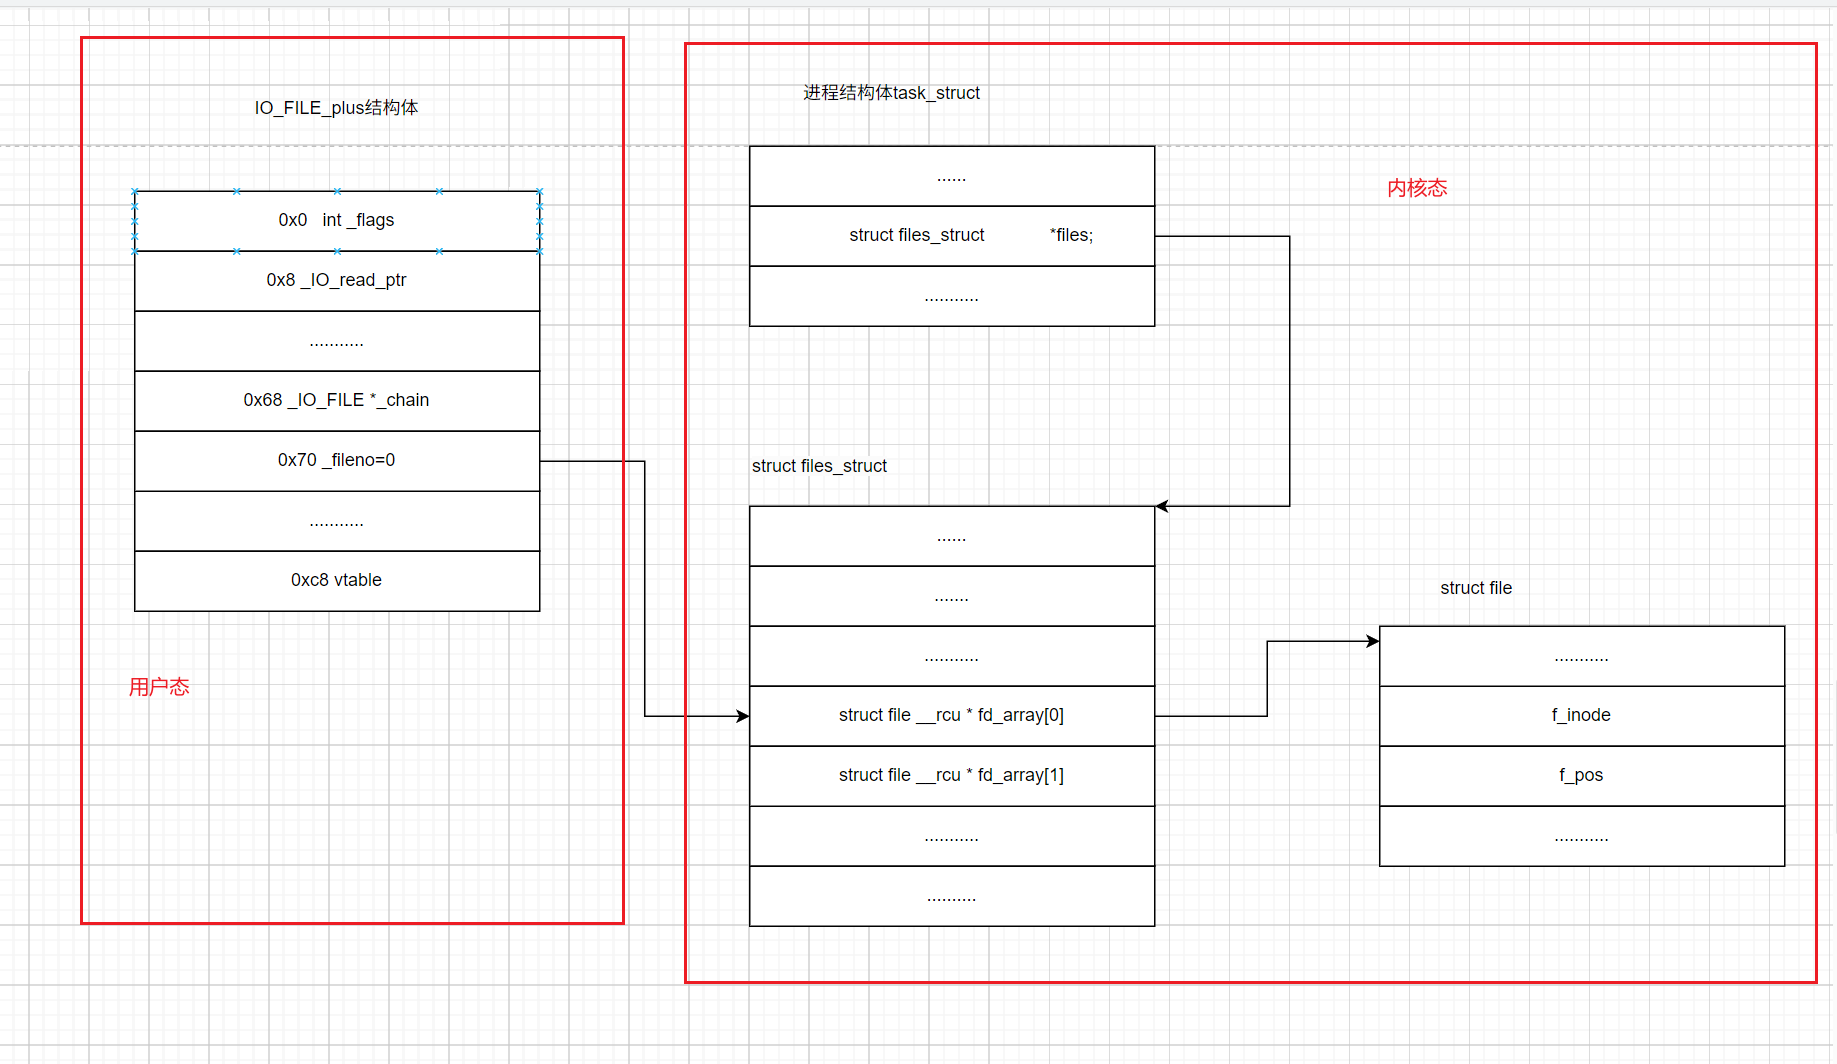 IO_FILE_plus结构体
0x0 int _flags
0x8 _IO_read_ptr
...........
0x68 _IO_FILE *_chain
0x70 _fileno=0
...........
0xc8 vtable
用户态
进程结构体task_struct
内核态
......
struct files_struct *files;
...........
struct files_struct
......
.......
...........
struct file __rcu * fd_array[0]
struct file __rcu * fd_array[1]
...........
..........
struct file
...........
f_inode
f_pos
...........